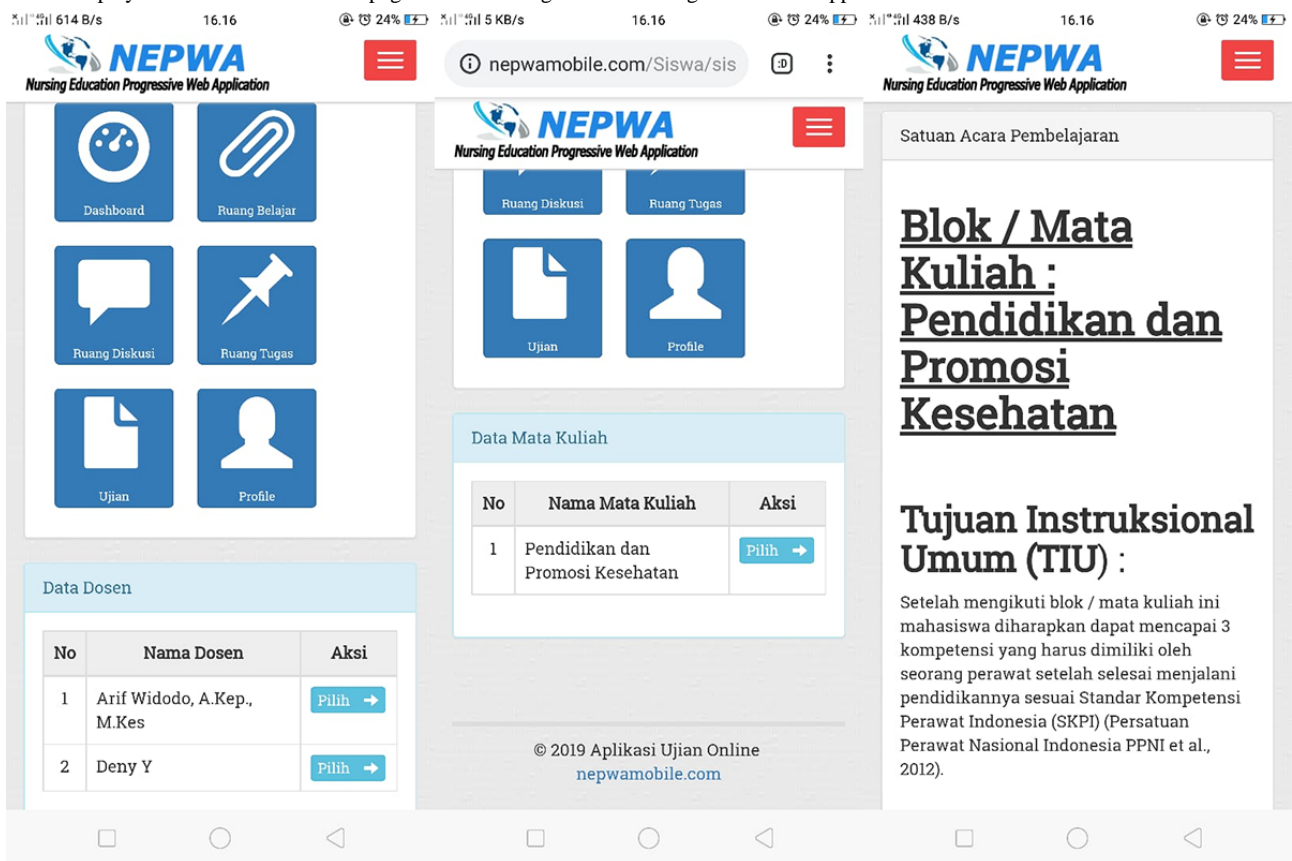 614 B/s 16.16 24%
NEPWA
Nursing Education Progressive Web Application
Dashboard Ruang Belajar
Ruang Diskusi Ruang Tugas
Ujian Profile
Data Dosen
No Nama Dosen Aksi
1 Arif Widodo, A.Kep., Pilih
M.Kes
2 Deny Y Pilih
5 KB/s 16.16 24%
nepwamobile.com/Siswa/sis :D
NEPWA
Nursing Education Progressive Web Application
Ruang Diskusi Ruang Tugas
Ujian Profile
Data Mata Kuliah
No Nama Mata Kuliah Aksi
1 Pendidikan dan Pilih
Promosi Kesehatan
© 2019 Aplikasi Ujian Online
nepwamobile.com
438 B/s 16.16 24%
NEPWA
Nursing Education Progressive Web Application
Satuan Acara Pembelajaran
Blok / Mata
Kuliah :
Pendidikan dan
Promosi
Kesehatan
Tujuan Instruksional
Umum (TIU) :
Setelah mengikuti blok / mata kuliah ini
mahasiswa diharapkan dapat mencapai 3
kompetensi yang harus dimiliki oleh
seorang perawat setelah selesai menjalani
pendidikannya sesuai Standar Kompetensi
Perawat Indonesia (SKPI) (Persatuan
Perawat Nasional Indonesia PPNI et al.,
2012).